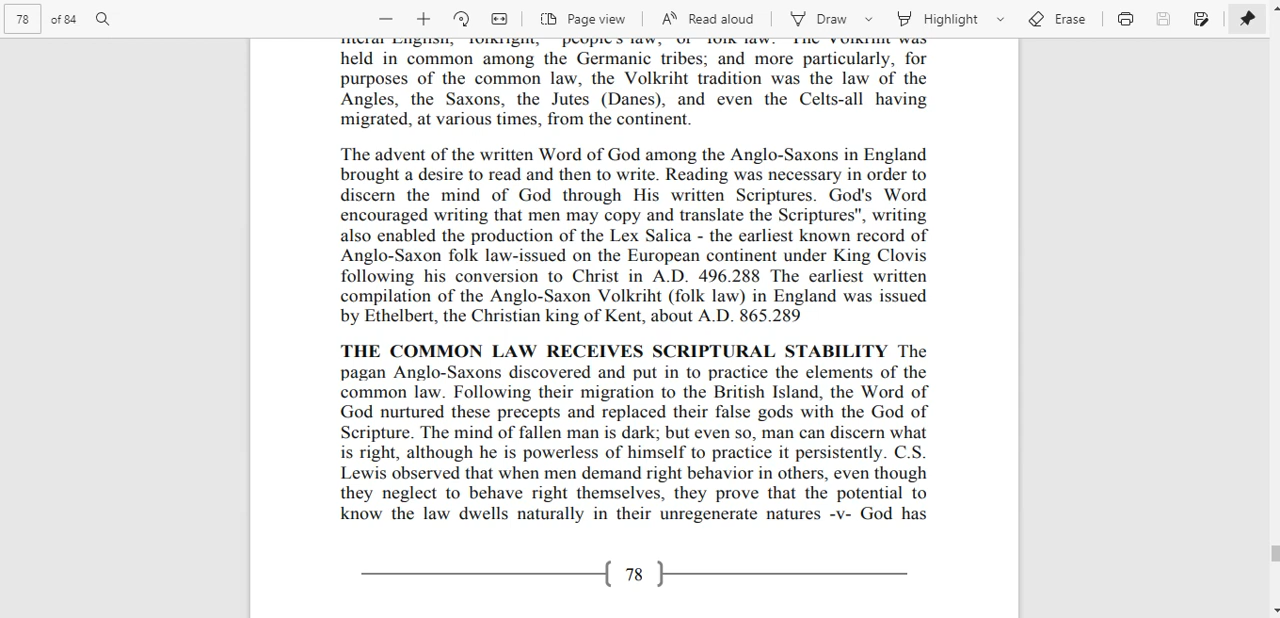 78 of 84 Page view Read aloud Draw Highlight Erase
literal English, "folkright," "people's law," or "folk law." The Volkriht was
held in common among the Germanic tribes; and more particularly, for
purposes of the common law, the Volkriht tradition was the law of the
Angles, the Saxons, the Jutes (Danes), and even the Celts-all having
migrated, at various times, from the continent.
The advent of the written Word of God among the Anglo-Saxons in England
brought a desire to read and then to write. Reading was necessary in order to
discern the mind of God through His written Scriptures. God's Word
encouraged writing that men may copy and translate the Scriptures", writing
also enabled the production of the Lex Salica - the earliest known record of
Anglo-Saxon folk law-issued on the European continent under King Clovis
following his conversion to Christ in A.D. 496.288 The earliest written
compilation of the Anglo-Saxon Volkriht (folk law) in England was issued
by Ethelbert, the Christian king of Kent, about A.D. 865.289
THE COMMON LAW RECEIVES SCRIPTURAL STABILITY The
pagan Anglo-Saxons discovered and put in to practice the elements of the
common law. Following their migration to the British Island, the Word of
God nurtured these precepts and replaced their false gods with the God of
Scripture. The mind of fallen man is dark; but even so, man can discern what
is right, although he is powerless of himself to practice it persistently. C.S.
Lewis observed that when men demand right behavior in others, even though
they neglect to behave right themselves, they prove that the potential to
know the law dwells naturally in their unregenerate natures -v- God has
78